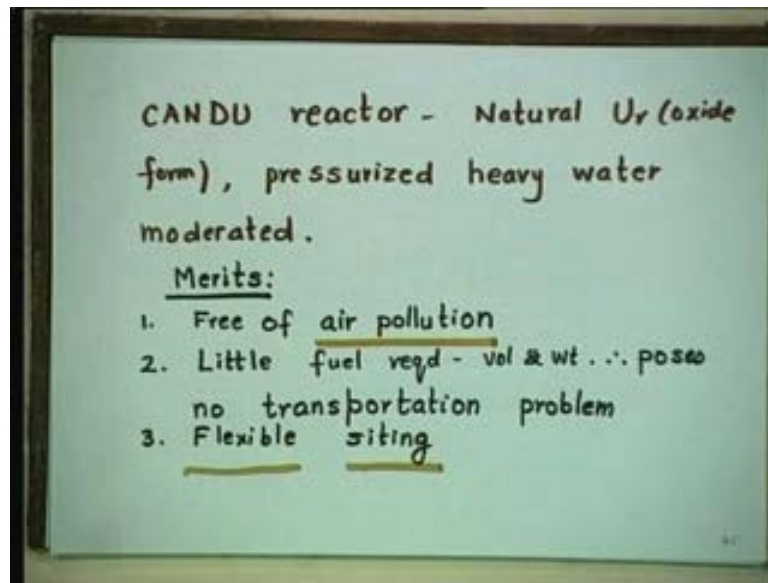 CANDU reactor - Natural Ur (oxide
form), pressurized heavy water
moderated.
Merits:
1. Free of air pollution
2. Little fuel reqd - vol & wt. ∴ poses
no transportation problem
3. Flexible siting